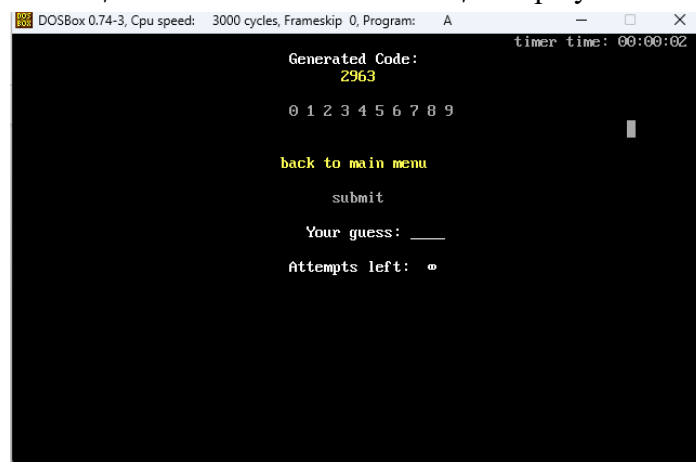 DOSBox 0.74-3, Cpu speed: 3000 cycles, Frameskip 0, Program: A
timer time: 00:00:02
Generated Code:
2963
0 1 2 3 4 5 6 7 8 9
back to main menu
submit
Your guess: ____
Attempts left: ∞